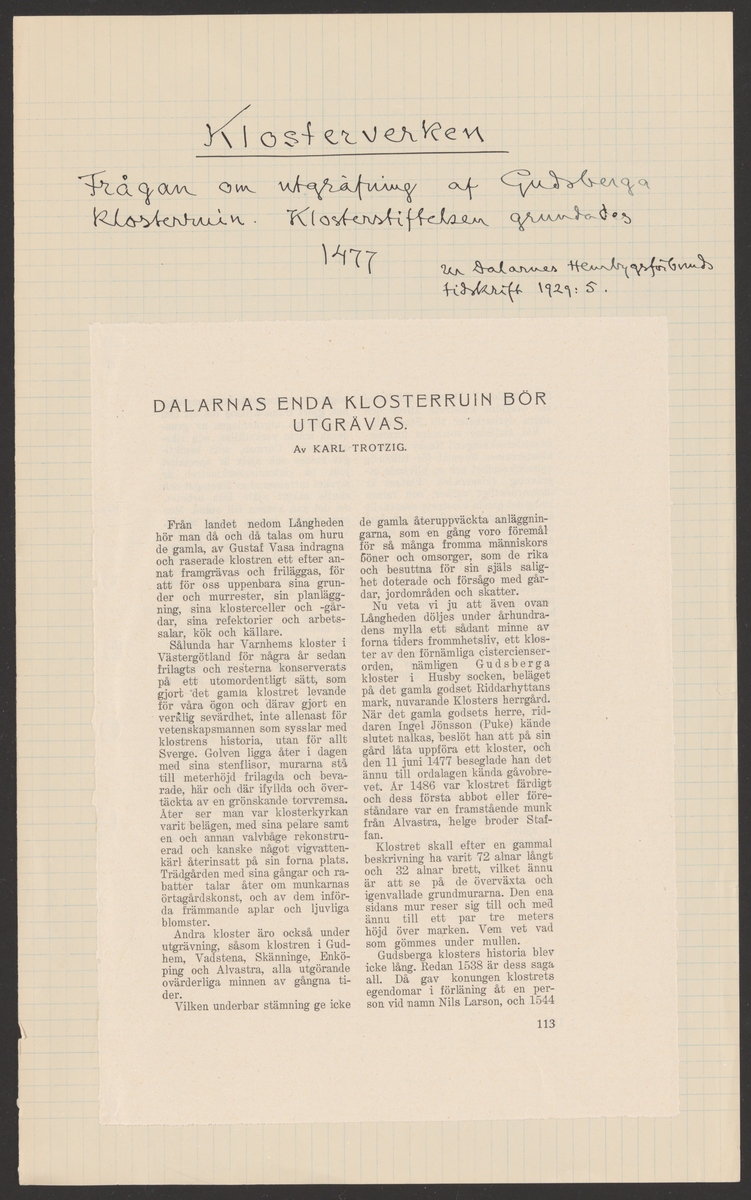 Klosterverken
Frågan om utgräfning af Gudsberga
klosterruin. Klosterstiftelsen grundades
1477
ur Dalarnes Hembygsförbunds
tidskrift 1929: 5.
DALARNAS ENDA KLOSTERRUIN BÖR
UTGRÄVAS.
Av KARL TROTZIG.
Från landet nedom Långheden
hör man då och då talas om huru
de gamla, av Gustaf Vasa indragna
och raserade klostren ett efter an-
nat framgrävas och friläggas, för
att för oss uppenbara sina grun-
der och murrester, sin planlägg-
ning, sina klosterceller och -går-
dar, sina refektorier och arbets-
salar, kök och källare.
Sålunda har Varnhems kloster i
Västergötland för några år sedan
frilagts och resterna konserverats
på ett utomordentligt sätt, som
gjort det gamla klostret levande
för våra ögon och därav gjort en
verklig sevärdhet, inte allenast för
vetenskapsmannen som sysslar med
klostrens historia, utan för allt
Sverge. Golven ligga åter i dagen
med sina stenflisor, murarna stå
till meterhöjd frilagda och beva-
rade, här och där ifyllda och över-
täckta av en grönskande torvremsa.
Åter ser man var klosterkyrkan
varit belägen, med sina pelare samt
en och annan valvbåge rekonstru-
erad och kanske något vigvatten-
kärl återinsatt på sin forna plats.
Trädgården med sina gångar och ra-
batter talar åter om munkarnas
örtagårdskonst, och av dem inför-
da främmande aplar och ljuvliga
blomster.
Andra kloster äro också under
utgrävning, såsom klostren i Gud-
hem, Vadstena, Skänninge, Enkö-
ping och Alvastra, alla utgörande
ovärderliga minnen av gångna ti-
der.
Vilken underbar stämning ge icke
de gamla återuppväckta anläggnin-
garna, som en gång voro föremål
för så många fromma människors
böner och omsorger, som de rika
och besuttna för sin själs salig-
het doterade och försågo med går-
dar, jordområden och skatter.
Nu veta vi ju att även ovan
Långheden döljes under århundra-
dens mylla ett sådant minne av
forna tiders frommhetsliv, ett klos-
ter av den förnämliga cistercienser-
orden, nämligen Gudsberga
kloster i Husby socken, beläget
på det gamla godset Riddarhyttans
mark, nuvarande Klosters herrgård.
När det gamla godsets herre, rid-
daren Ingel Jönsson (Puke) kände
slutet nalkas, beslöt han att på sin
gård låta uppföra ett kloster, och
den 11 juni 1477 beseglade han det
ännu till ordalagen kända gåvobre-
vet. År 1486 var klostret färdigt
och dess första abbot eller före-
ståndare var en framstående munk
från Alvastra, helge broder Staf-
fan.
Klostret skall efter en gammal
beskrivning ha varit 72 alnar långt
och 32 alnar brett, vilket ännu
är att se på de överväxta och
igenvallade grundmurarna. Den ena
sidans mur reser sig till och med
ännu till ett par tre meters
höjd över marken. Vem vet vad
som gömmes under mullen.
Gudsberga klosters historia blev
icke lång. Redan 1538 är dess saga
all. Då gav konungen klostrets
egendomar i förläning åt en per-
son vid namn Nils Larson, och 1544
113